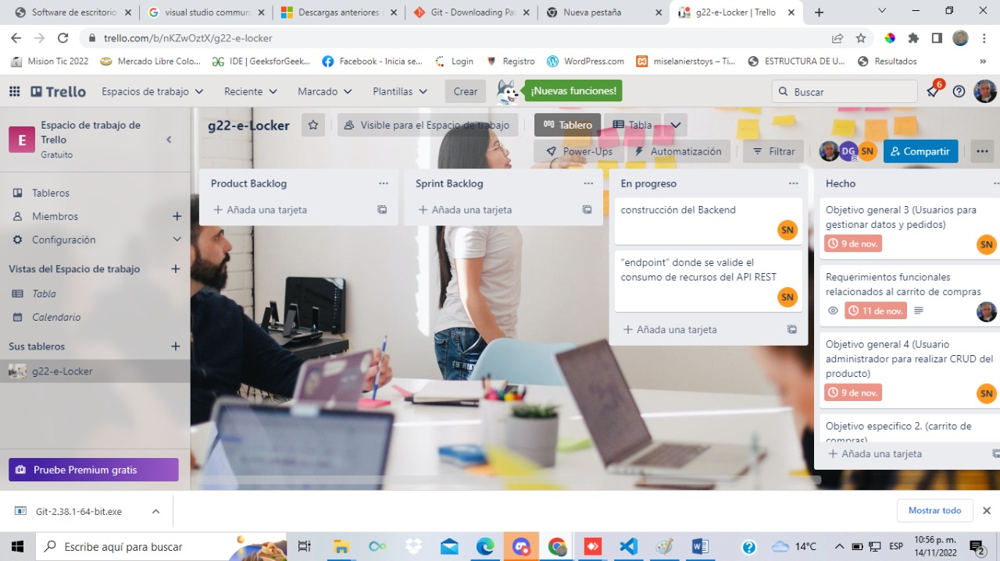 Software de escritorio
visual studio commun
Descargas anteriores
Git - Downloading Pac
Nueva pestaña
g22-e-Locker | Trello
trello.com/b/nKZwOztX/g22-e-locker
Mision Tic 2022
Mercado Libre Colo...
IDE | GeeksforGeek...
Facebook - Inicia se...
Login
Registro
WordPress.com
miselanierstoys – Ti...
ESTRUCTURA DE U...
Resultados
»
Trello
Espacios de trabajo
Reciente
Marcado
Plantillas
Crear
¡Nuevas funciones!
Buscar
6
E
Espacio de trabajo de
Trello
Gratuito
g22-e-Locker
Visible para el Espacio de trabajo
Tablero
Tabla
Power-Ups
Automatización
Filtrar
DG
SN
Compartir
Tableros
Miembros
Configuración
Vistas del Espacio de trabajo
Tabla
Calendario
Sus tableros
g22-e-Locker
Pruebe Premium gratis
Product Backlog
Añada una tarjeta
Sprint Backlog
Añada una tarjeta
En progreso
construcción del Backend
SN
"endpoint" donde se valide el
consumo de recursos del API REST
SN
Añada una tarjeta
Hecho
Objetivo general 3 (Usuarios para
gestionar datos y pedidos)
9 de nov.
SN
Requerimientos funcionales
relacionados al carrito de compras
11 de nov.
Objetivo general 4 (Usuario
administrador para realizar CRUD del
producto)
9 de nov.
SN
Objetivo especifico 2. (carrito de
compras)
Añada una tarjeta
Git-2.38.1-64-bit.exe
Mostrar todo
Escribe aquí para buscar
14°C
ESP
10:56 p. m.
14/11/2022
2